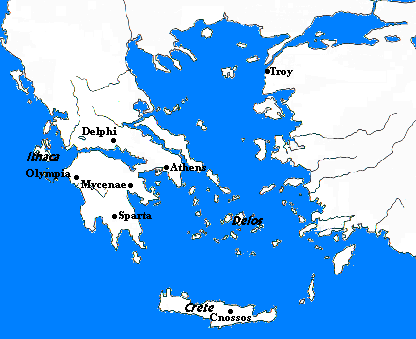 Troy
Delphi
Ithaca
Athens
Olympia
Mycenae
Sparta
Delos
Crete
Cnossos